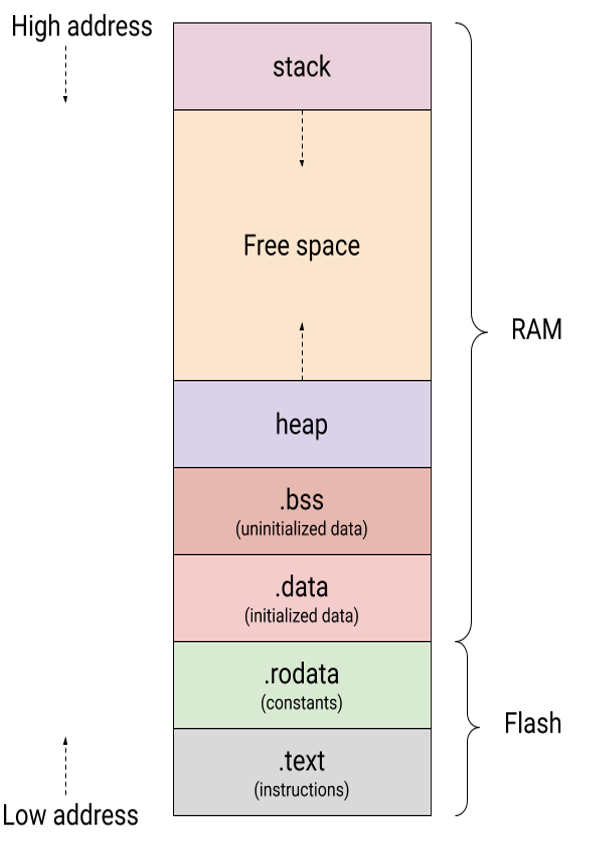 High address
stack
Free space
RAM
heap
.bss
(uninitialized data)
.data
(initialized data)
.rodata
(constants)
Flash
.text
(instructions)
Low address